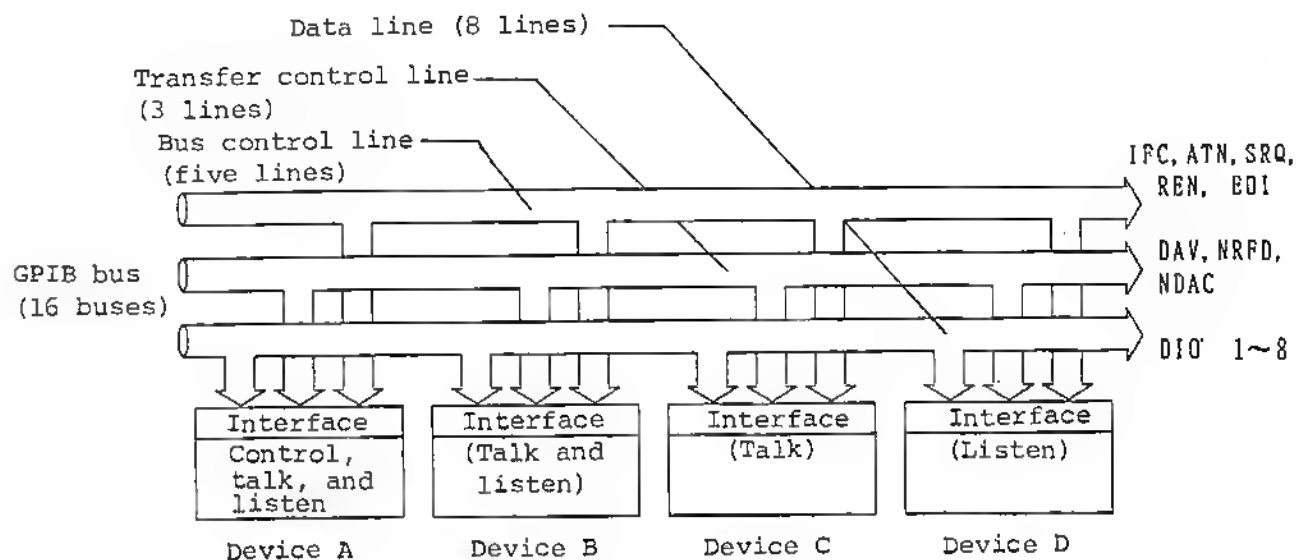 Data line (8 lines)
Transfer control line
(3 lines)
Bus control line
(five lines)
IFC, ATN, SRQ,
REN, EOI
GPIB bus
(16 buses)
DAV, NRFD,
NDAC
DIO 1~8
Interface
Control,
talk, and
listen
Device A
Interface
(Talk and
listen)
Device B
Interface
(Talk)
Device C
Interface
(Listen)
Device D